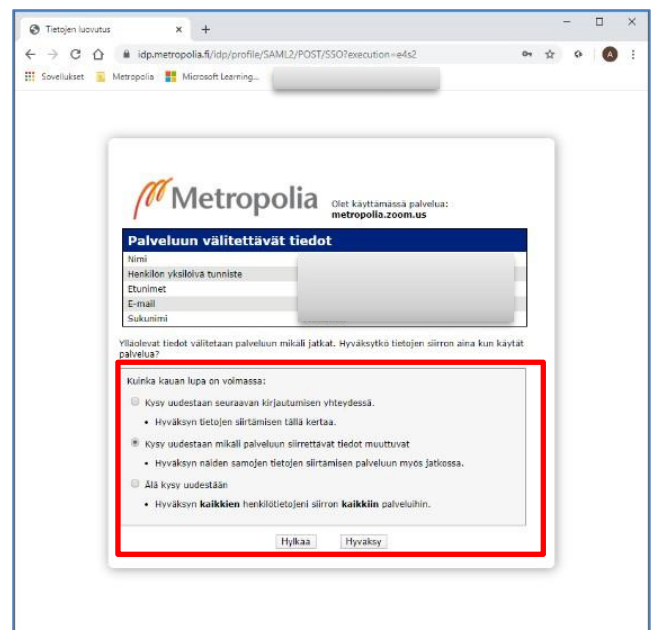 Tietojen luovutus
idp.metropolia.fi/idp/profile/SAML2/POST/SSO?execution=e4s2
A
Sovellukset Metropolia Microsoft Learning...
Metropolia
Olet käyttämässä palvelua:
metropolia.zoom.us
Palveluun välitettävät tiedot
Nimi
Henkilön yksilöivä tunniste
Etunimet
E-mail
Sukunimi
Ylläolevat tiedot välitetään palveluun mikäli jatkat. Hyväksytkö tietojen siirron aina kun käytät
palvelua?
Kuinka kauan lupa on voimassa:
Kysy uudestaan seuraavan kirjautumisen yhteydessä.
• Hyväksyn tietojen siirtämisen tällä kertaa.
Kysy uudestaan mikäli palveluun siirrettävät tiedot muuttuvat
• Hyväksyn näiden samojen tietojen siirtämisen palveluun myös jatkossa.
Älä kysy uudestään
• Hyväksyn kaikkien henkilötietojeni siirron kaikkiin palveluihin.
Hylkää Hyväksy